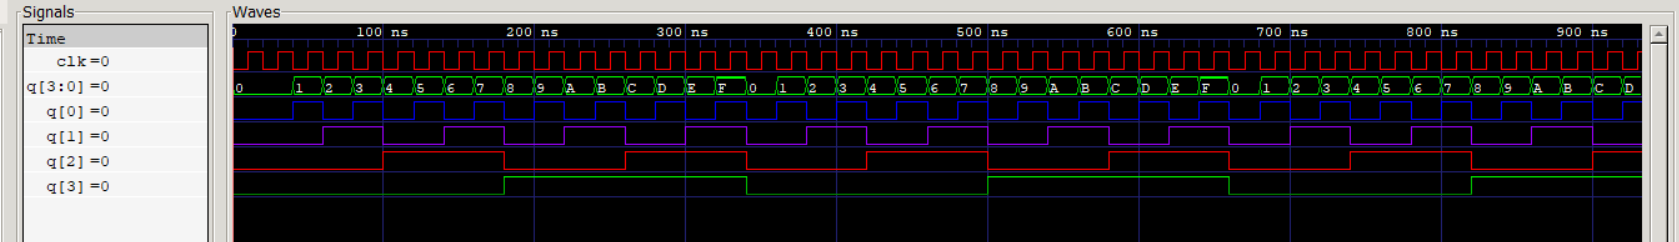 Signals
Waves
Time
0 100 ns 200 ns 300 ns 400 ns 500 ns 600 ns 700 ns 800 ns 900 ns
clk=0
q[3:0]=0
0 1 2 3 4 5 6 7 8 9 A B C D E F 0 1 2 3 4 5 6 7 8 9 A B C D E F 0 1 2 3 4 5 6 7 8 9 A B C D
q[0]=0
q[1]=0
q[2]=0
q[3]=0